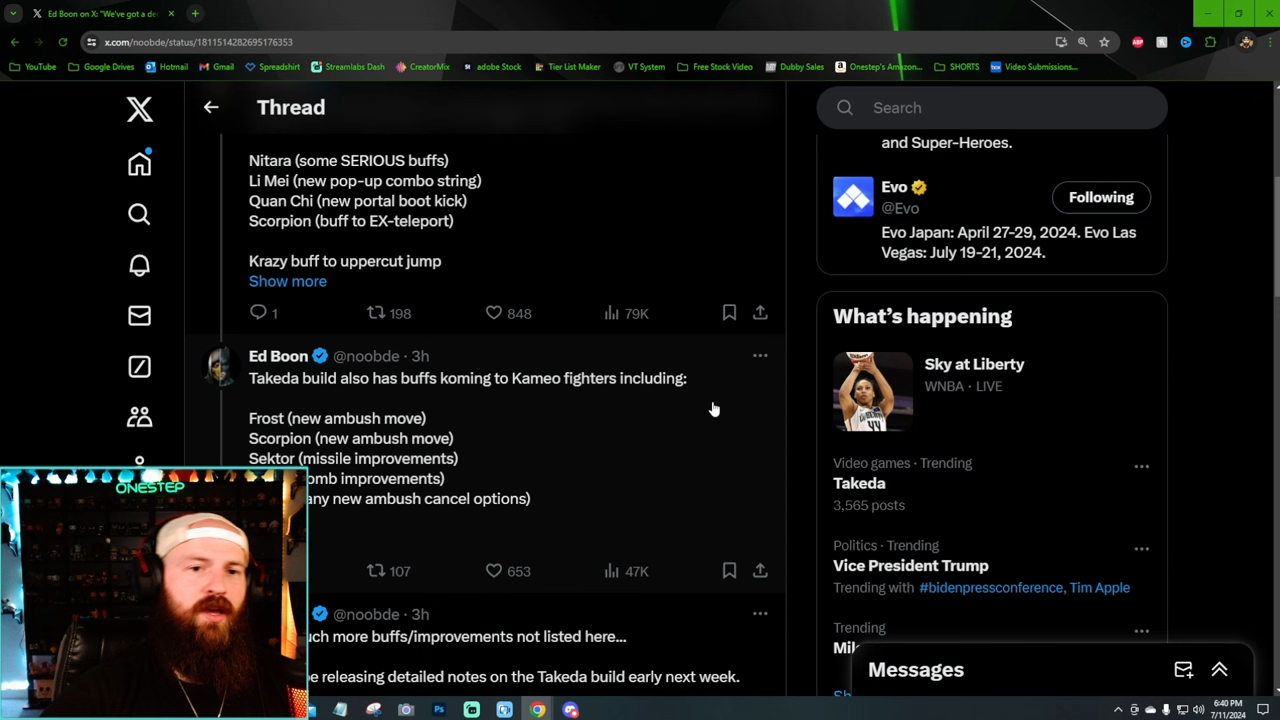 Ed Boon on X: "We've got a de
x.com/noobde/status/1811514282695176353
YouTube
Google Drives
Hotmail
Gmail
Spreadshirt
Streamlabs Dash
CreatorMix
adobe Stock
Tier List Maker
VT System
Free Stock Video
Dubby Sales
Onestep's Amazon...
SHORTS
Video Submissions...
Thread
Nitara (some SERIOUS buffs)
Li Mei (new pop-up combo string)
Quan Chi (new portal boot kick)
Scorpion (buff to EX-teleport)
Krazy buff to uppercut jump
Show more
1
198
848
79K
Ed Boon @noobde · 3h
Takeda build also has buffs koming to Kameo fighters including:
Frost (new ambush move)
Scorpion (new ambush move)
Sektor (missile improvements)
omb improvements)
any new ambush cancel options)
107
653
47K
@noobde · 3h
uch more buffs/improvements not listed here...
e releasing detailed notes on the Takeda build early next week.
Search
and Super-Heroes.
Evo
@Evo
Following
Evo Japan: April 27-29, 2024. Evo Las
Vegas: July 19-21, 2024.
What's happening
Sky at Liberty
WNBA · LIVE
Video games · Trending
Takeda
3,565 posts
Politics · Trending
Vice President Trump
Trending with #bidenpressconference, Tim Apple
Trending
Messages
ONESTEP
6:40 PM
7/11/2024